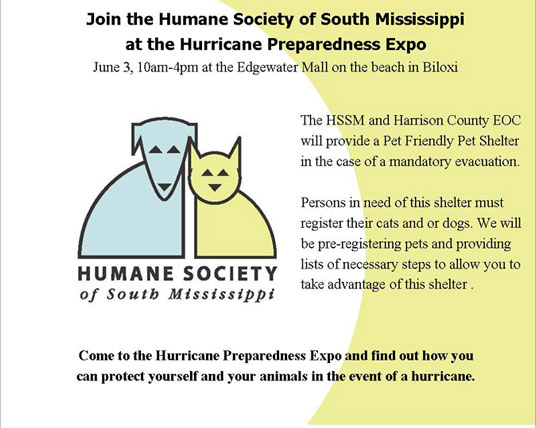 Join the Humane Society of South Mississippi
at the Hurricane Preparedness Expo
June 3, 10am-4pm at the Edgewater Mall on the beach in Biloxi
The HSSM and Harrison County EOC
will provide a Pet Friendly Pet Shelter
in the case of a mandatory evacuation.
Persons in need of this shelter must
register their cats and or dogs. We will
be pre-registering pets and providing
lists of necessary steps to allow you to
take advantage of this shelter .
HUMANE SOCIETY
of South Mississippi
Come to the Hurricane Preparedness Expo and find out how you
can protect yourself and your animals in the event of a hurricane.